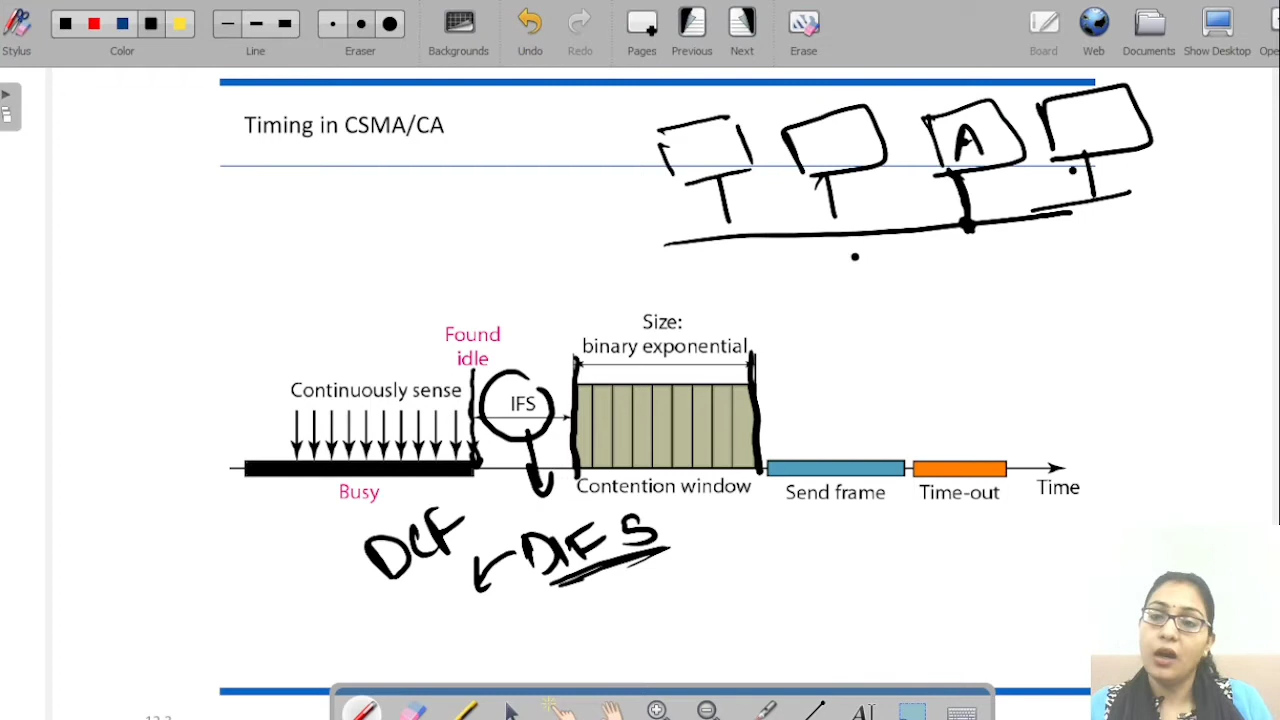 Stylus
Color
Line
Eraser
Backgrounds
Undo
Redo
Pages
Previous
Next
Erase
Board
Web
Documents
Show Desktop
Ope
Timing in CSMA/CA
A
Size:
binary exponential
Found
idle
Continuously sense
IFS
Busy
Contention window
Send frame
Time-out
Time
DCF
DIFS